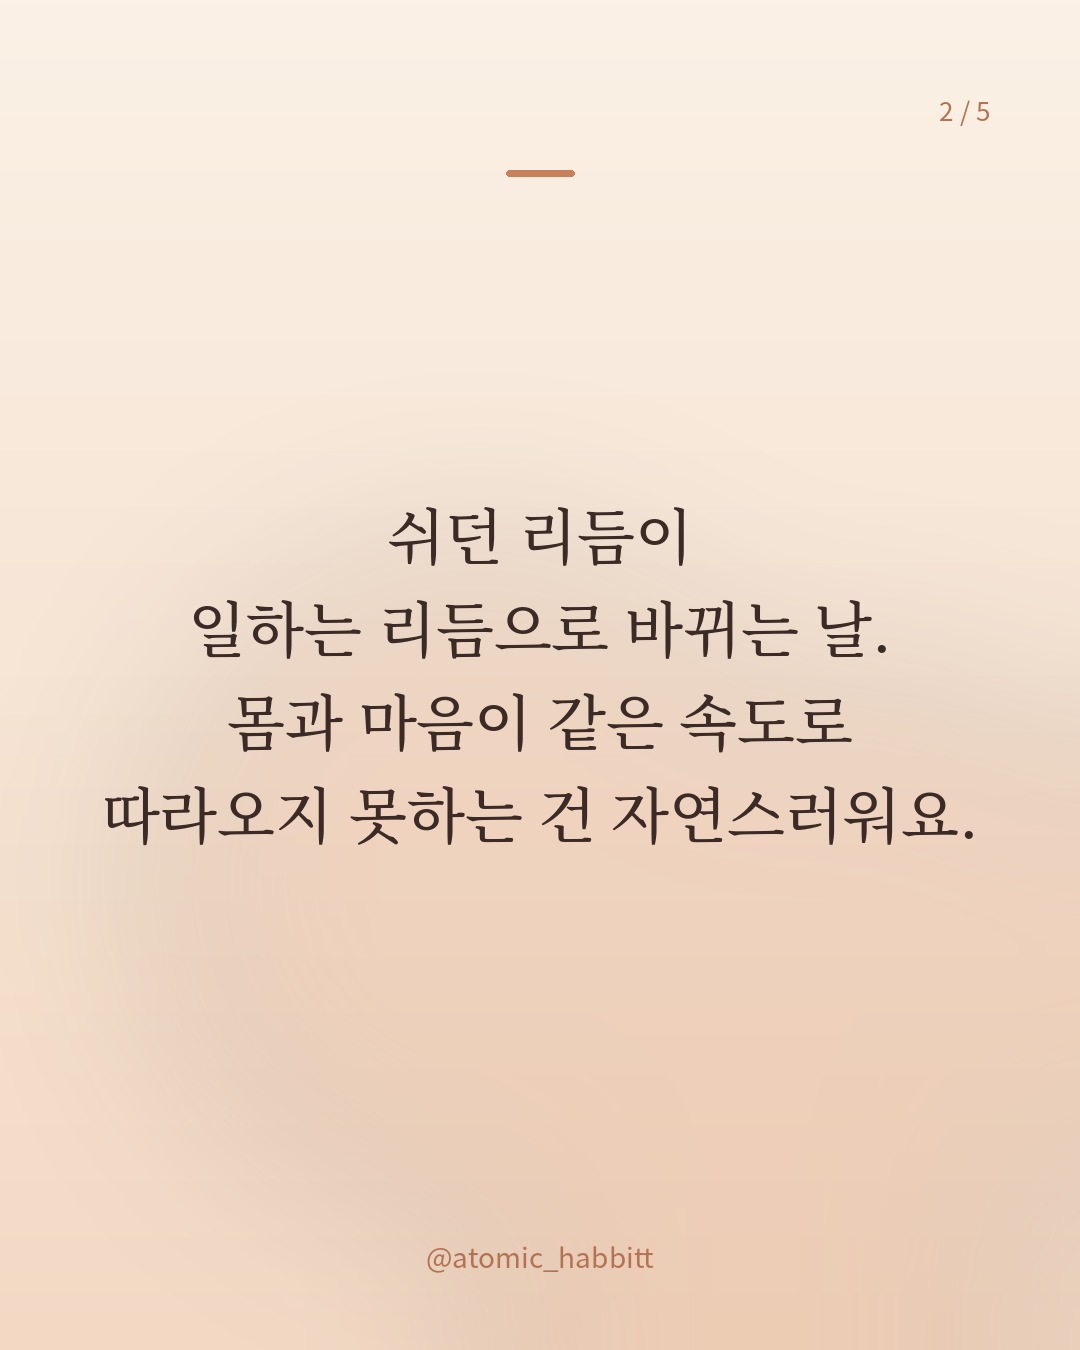 2 / 5
쉬던 리듬이
일하는 리듬으로 바뀌는 날.
몸과 마음이 같은 속도로
따라오지 못하는 건 자연스러워요.
@atomic_habbitt